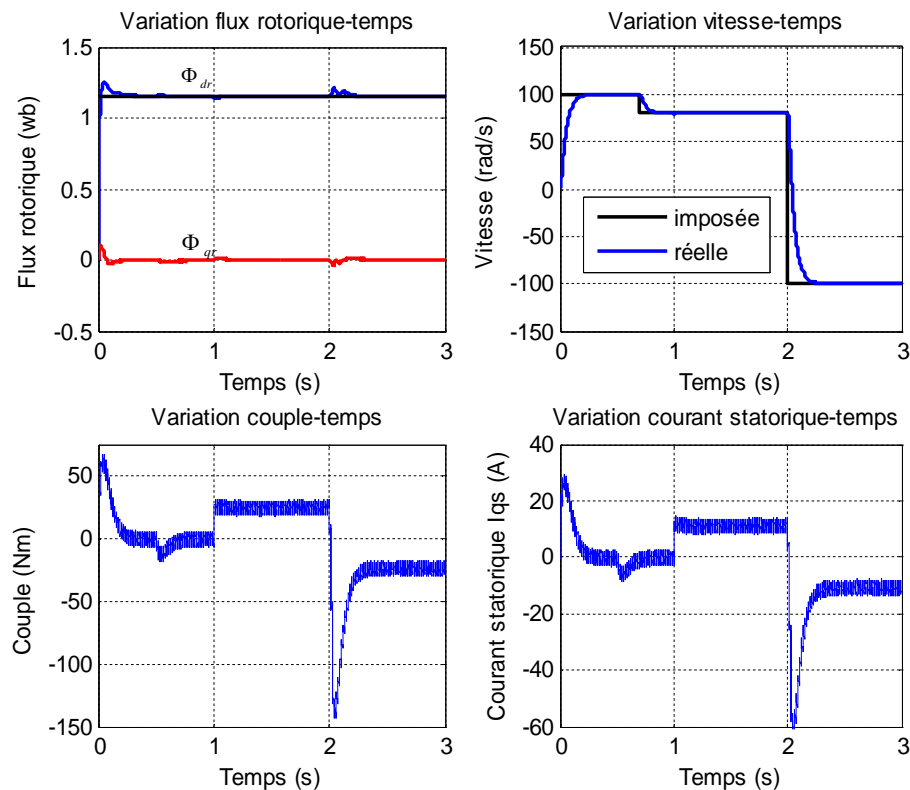 Variation flux rotorique-temps
Flux rotorique (wb)
1.5
1
0.5
0
-0.5
Φdr
Φqr
0 1 2 3
Temps (s)
Variation vitesse-temps
Vitesse (rad/s)
150
100
50
0
-50
-100
-150
imposée
réelle
0 1 2 3
Temps (s)
Variation couple-temps
Couple (Nm)
50
0
-50
-100
-150
0 1 2 3
Temps (s)
Variation courant statorique-temps
Courant statorique Iqs (A)
40
20
0
-20
-40
-60
0 1 2 3
Temps (s)